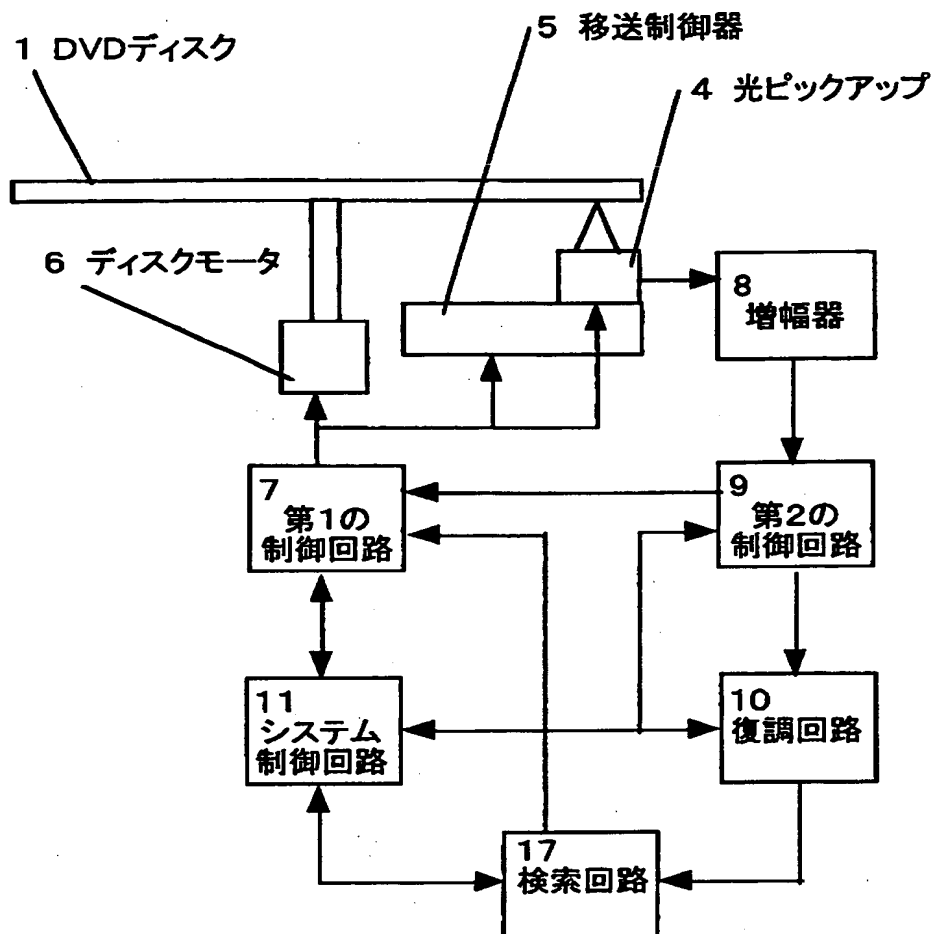 5 移送制御器
1 DVDディスク
4 光ピックアップ
6 ディスクモータ
8
増幅器
7
第1の
制御回路
9
第2の
制御回路
11
システム
制御回路
10
復調回路
17
検索回路